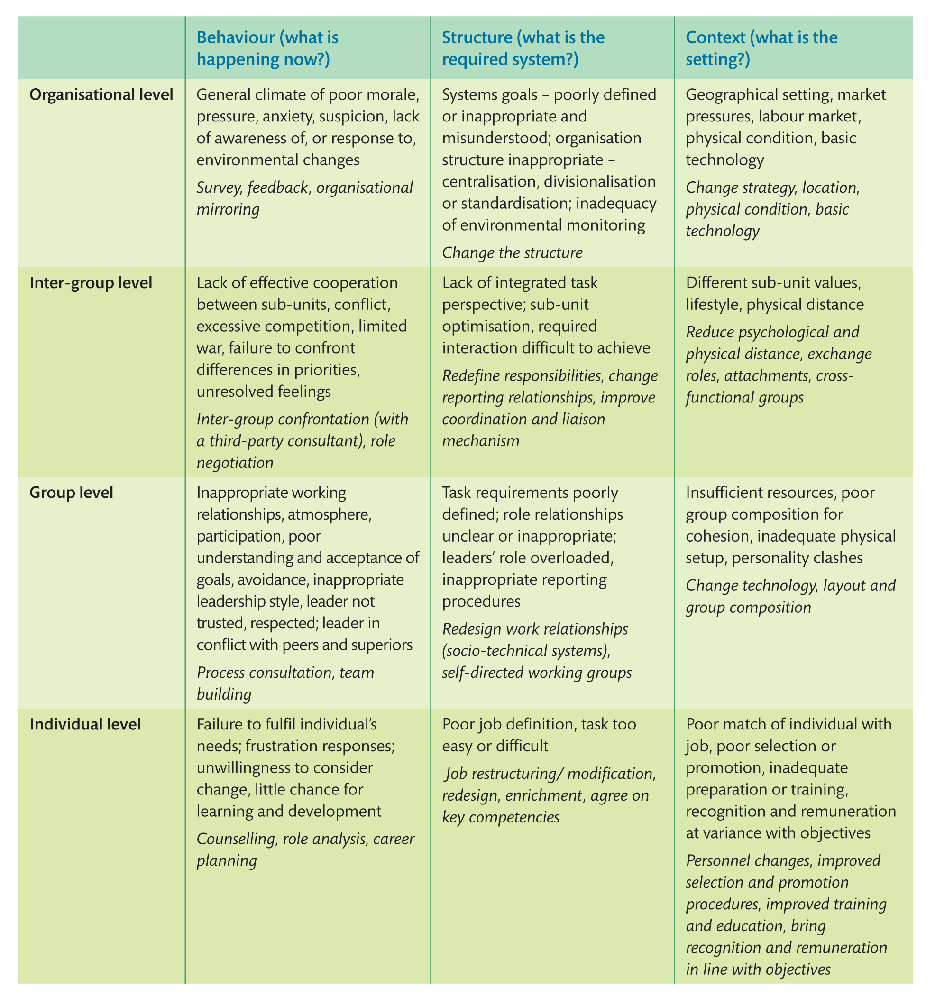 Behaviour (what is
happening now?)
Structure (what is the
required system?)
Context (what is the
setting?)
Organisational level
General climate of poor morale,
pressure, anxiety, suspicion, lack
of awareness of, or response to,
environmental changes
Survey, feedback, organisational
mirroring
Systems goals – poorly defined
or inappropriate and
misunderstood; organisation
structure inappropriate –
centralisation, divisionalisation
or standardisation; inadequacy
of environmental monitoring
Change the structure
Geographical setting, market
pressures, labour market,
physical condition, basic
technology
Change strategy, location,
physical condition, basic
technology
Inter-group level
Lack of effective cooperation
between sub-units, conflict,
excessive competition, limited
war, failure to confront
differences in priorities,
unresolved feelings
Inter-group confrontation (with
a third-party consultant), role
negotiation
Lack of integrated task
perspective; sub-unit
optimisation, required
interaction difficult to achieve
Redefine responsibilities, change
reporting relationships, improve
coordination and liaison
mechanism
Different sub-unit values,
lifestyle, physical distance
Reduce psychological and
physical distance, exchange
roles, attachments, cross-
functional groups
Group level
Inappropriate working
relationships, atmosphere,
participation, poor
understanding and acceptance of
goals, avoidance, inappropriate
leadership style, leader not
trusted, respected; leader in
conflict with peers and superiors
Process consultation, team
building
Task requirements poorly
defined; role relationships
unclear or inappropriate;
leaders’ role overloaded,
inappropriate reporting
procedures
Redesign work relationships
(socio-technical systems),
self-directed working groups
Insufficient resources, poor
group composition for
cohesion, inadequate physical
setup, personality clashes
Change technology, layout and
group composition
Individual level
Failure to fulfil individual’s
needs; frustration responses;
unwillingness to consider
change, little chance for
learning and development
Counselling, role analysis, career
planning
Poor job definition, task too
easy or difficult
Job restructuring/ modification,
redesign, enrichment, agree on
key competencies
Poor match of individual with
job, poor selection or
promotion, inadequate
preparation or training,
recognition and remuneration
at variance with objectives
Personnel changes, improved
selection and promotion
procedures, improved training
and education, bring
recognition and remuneration
in line with objectives